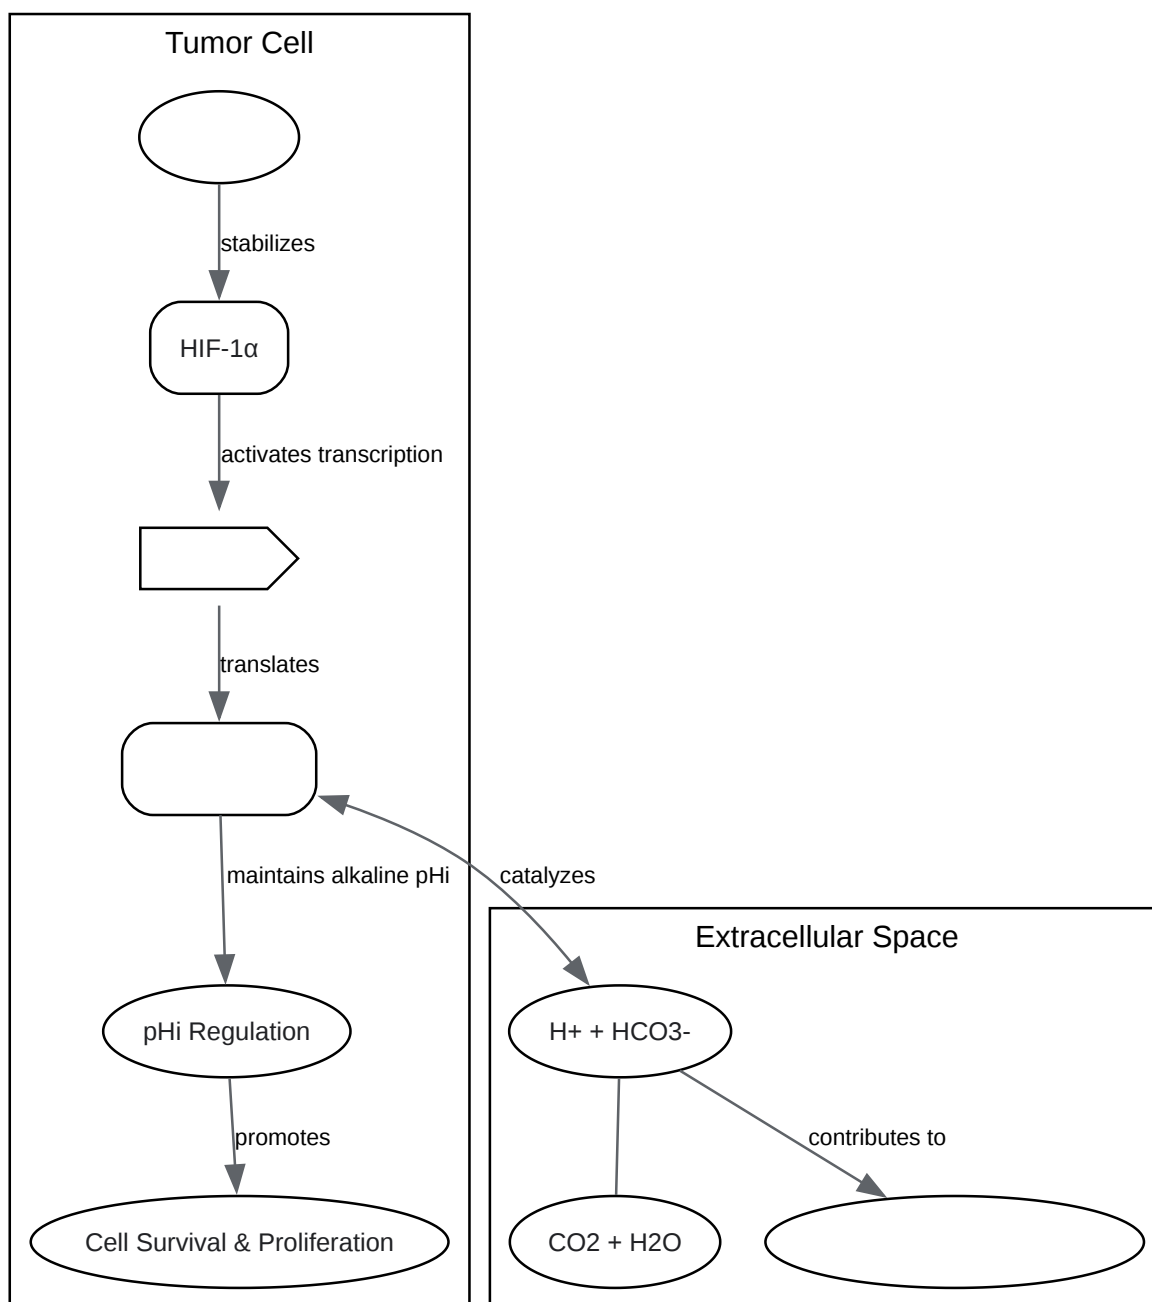 Tumor Cell
stabilizes
HIF-1α
activates transcription
translates
maintains alkaline pHi
catalyzes
Extracellular Space
pHi Regulation
H+ + HCO3-
promotes
contributes to
Cell Survival & Proliferation
CO2 + H2O